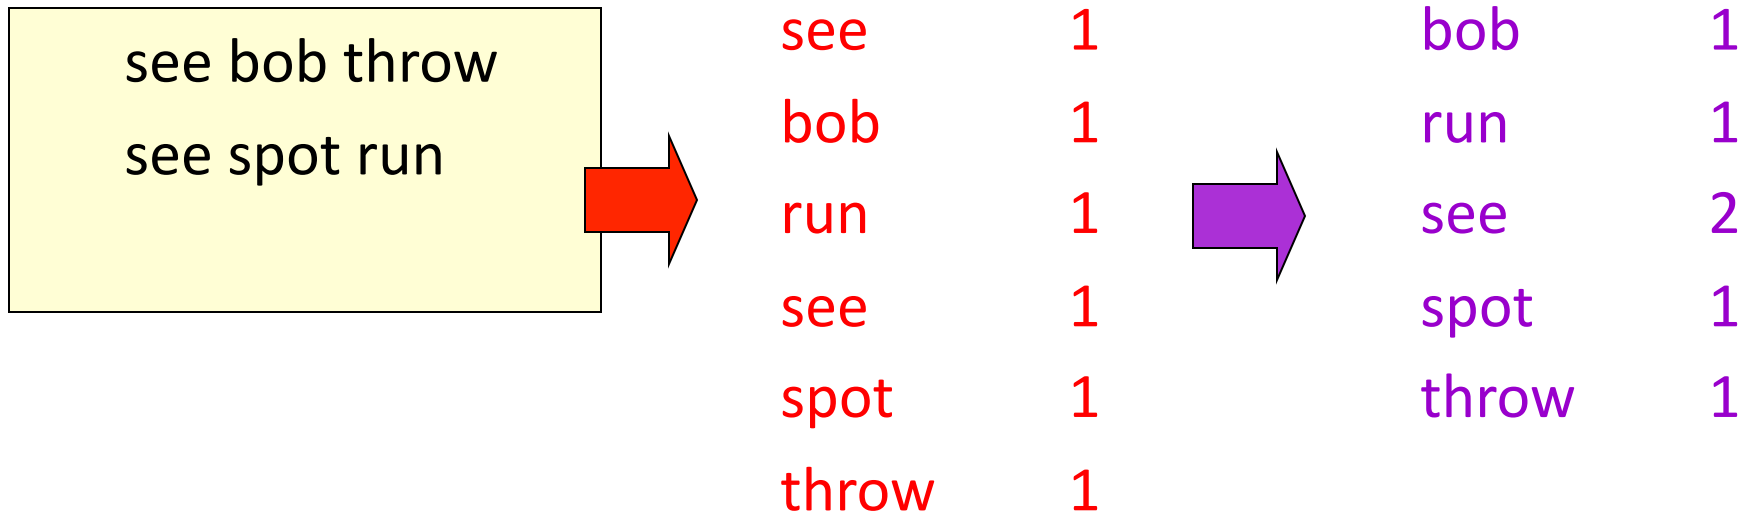 see bob throw
see spot run
see 1
bob 1
run 1
see 1
spot 1
throw 1
bob 1
run 1
see 2
spot 1
throw 1